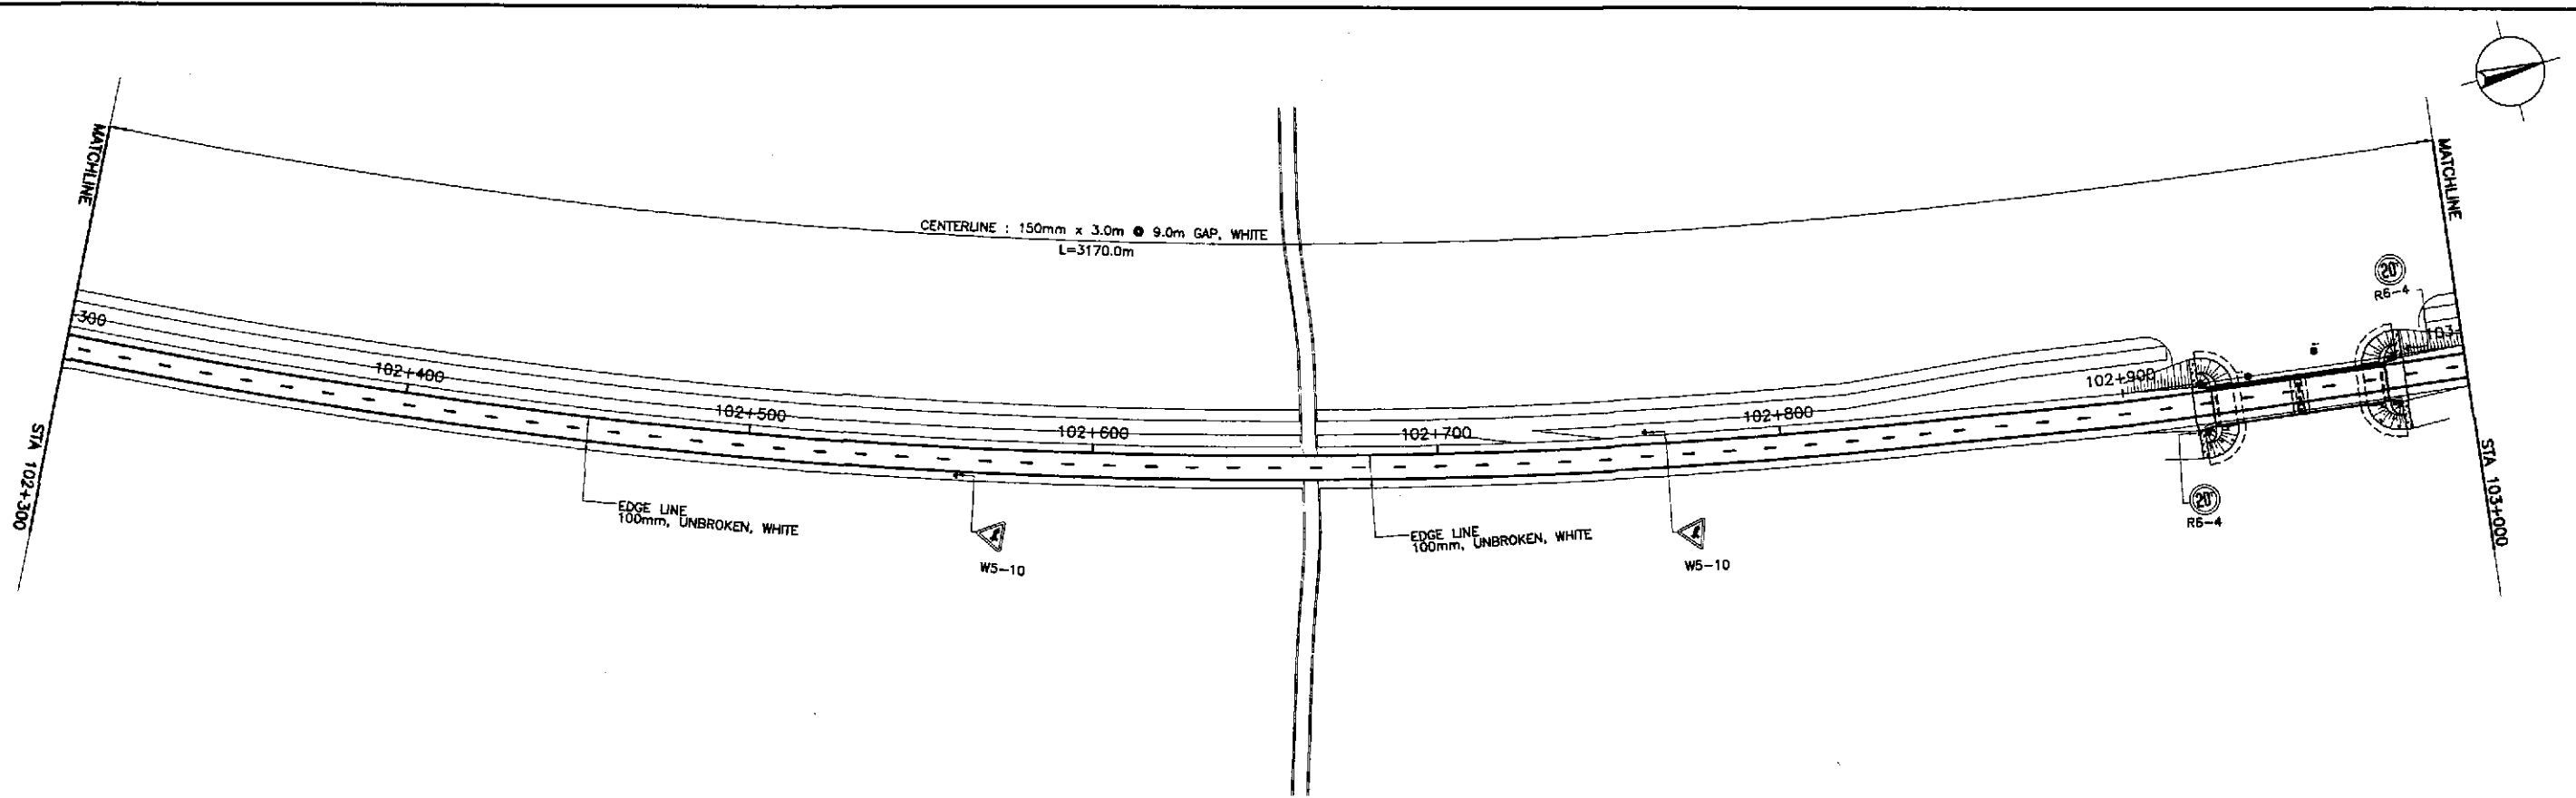 MATCHLINE
STA 102+300
CENTERLINE : 150mm x 3.0m @ 9.0m GAP, WHITE
L=3170.0m
MATCHLINE
STA 103+000
300
102+400
102+500
102+600
102+700
102+800
102+900
103
20
R6-4
EDGE LINE
100mm, UNBROKEN, WHITE
W5-10
EDGE LINE
100mm, UNBROKEN, WHITE
W5-10
20
R6-4